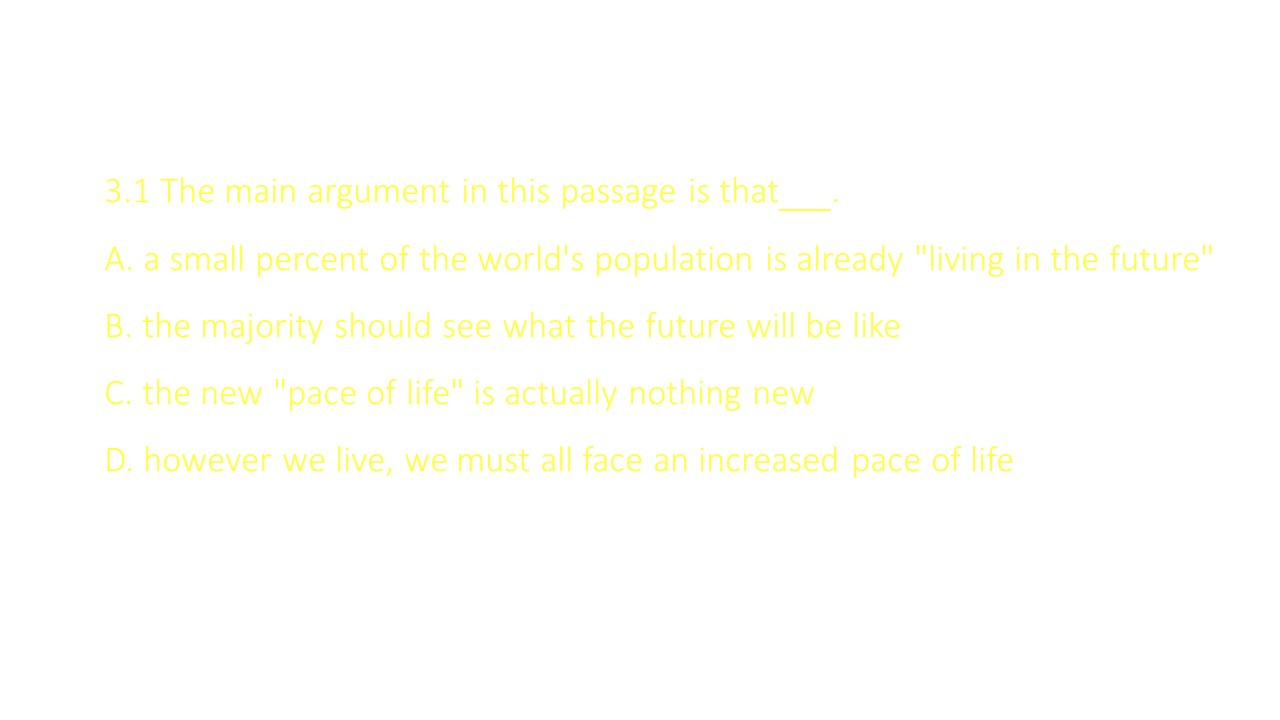 3.1 The main argument in this passage is that___.
A. a small percent of the world's population is already "living in the future"
B. the majority should see what the future will be like
C. the new "pace of life" is actually nothing new
D. however we live, we must all face an increased pace of life